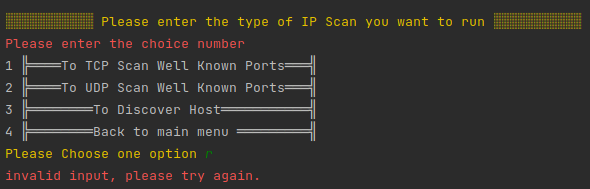 ░░░░░░░░░░░ Please enter the type of IP Scan you want to run ░░░░░░░░░░░
Please enter the choice number
1 ╠════To TCP Scan Well Known Ports═══╣
2 ╠════To UDP Scan Well Known Ports═══╣
3 ╠════════To Discover Host═══════════╣
4 ╠════════Back to main menu ═════════╣
Please Choose one option r
invalid input, please try again.